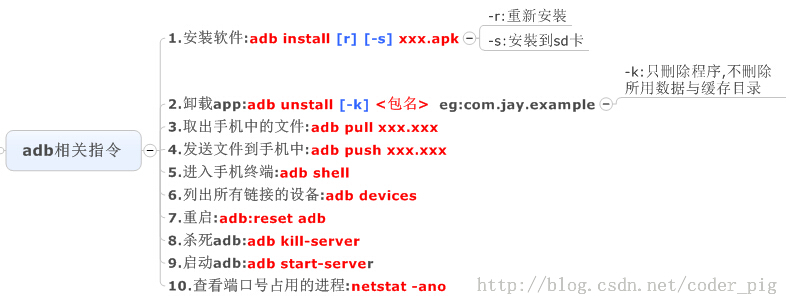 adb相关指令
1.安装软件:adb install [r] [-s] xxx.apk
-r:重新安裝
-s:安裝到sd卡
2.卸载app:adb unstall [-k] <包名> eg:com.jay.example
-k:只刪除程序,不刪除
所用数据与缓存目录
3.取出手机中的文件:adb pull xxx.xxx
4.发送文件到手机中:adb push xxx.xxx
5.进入手机终端:adb shell
6.列出所有链接的设备:adb devices
7.重启:adb:reset adb
8.杀死adb:adb kill-server
9.启动adb:adb start-server
10.查看端口号占用的进程:netstat -ano
http://blog.csdn.net/coder_pig